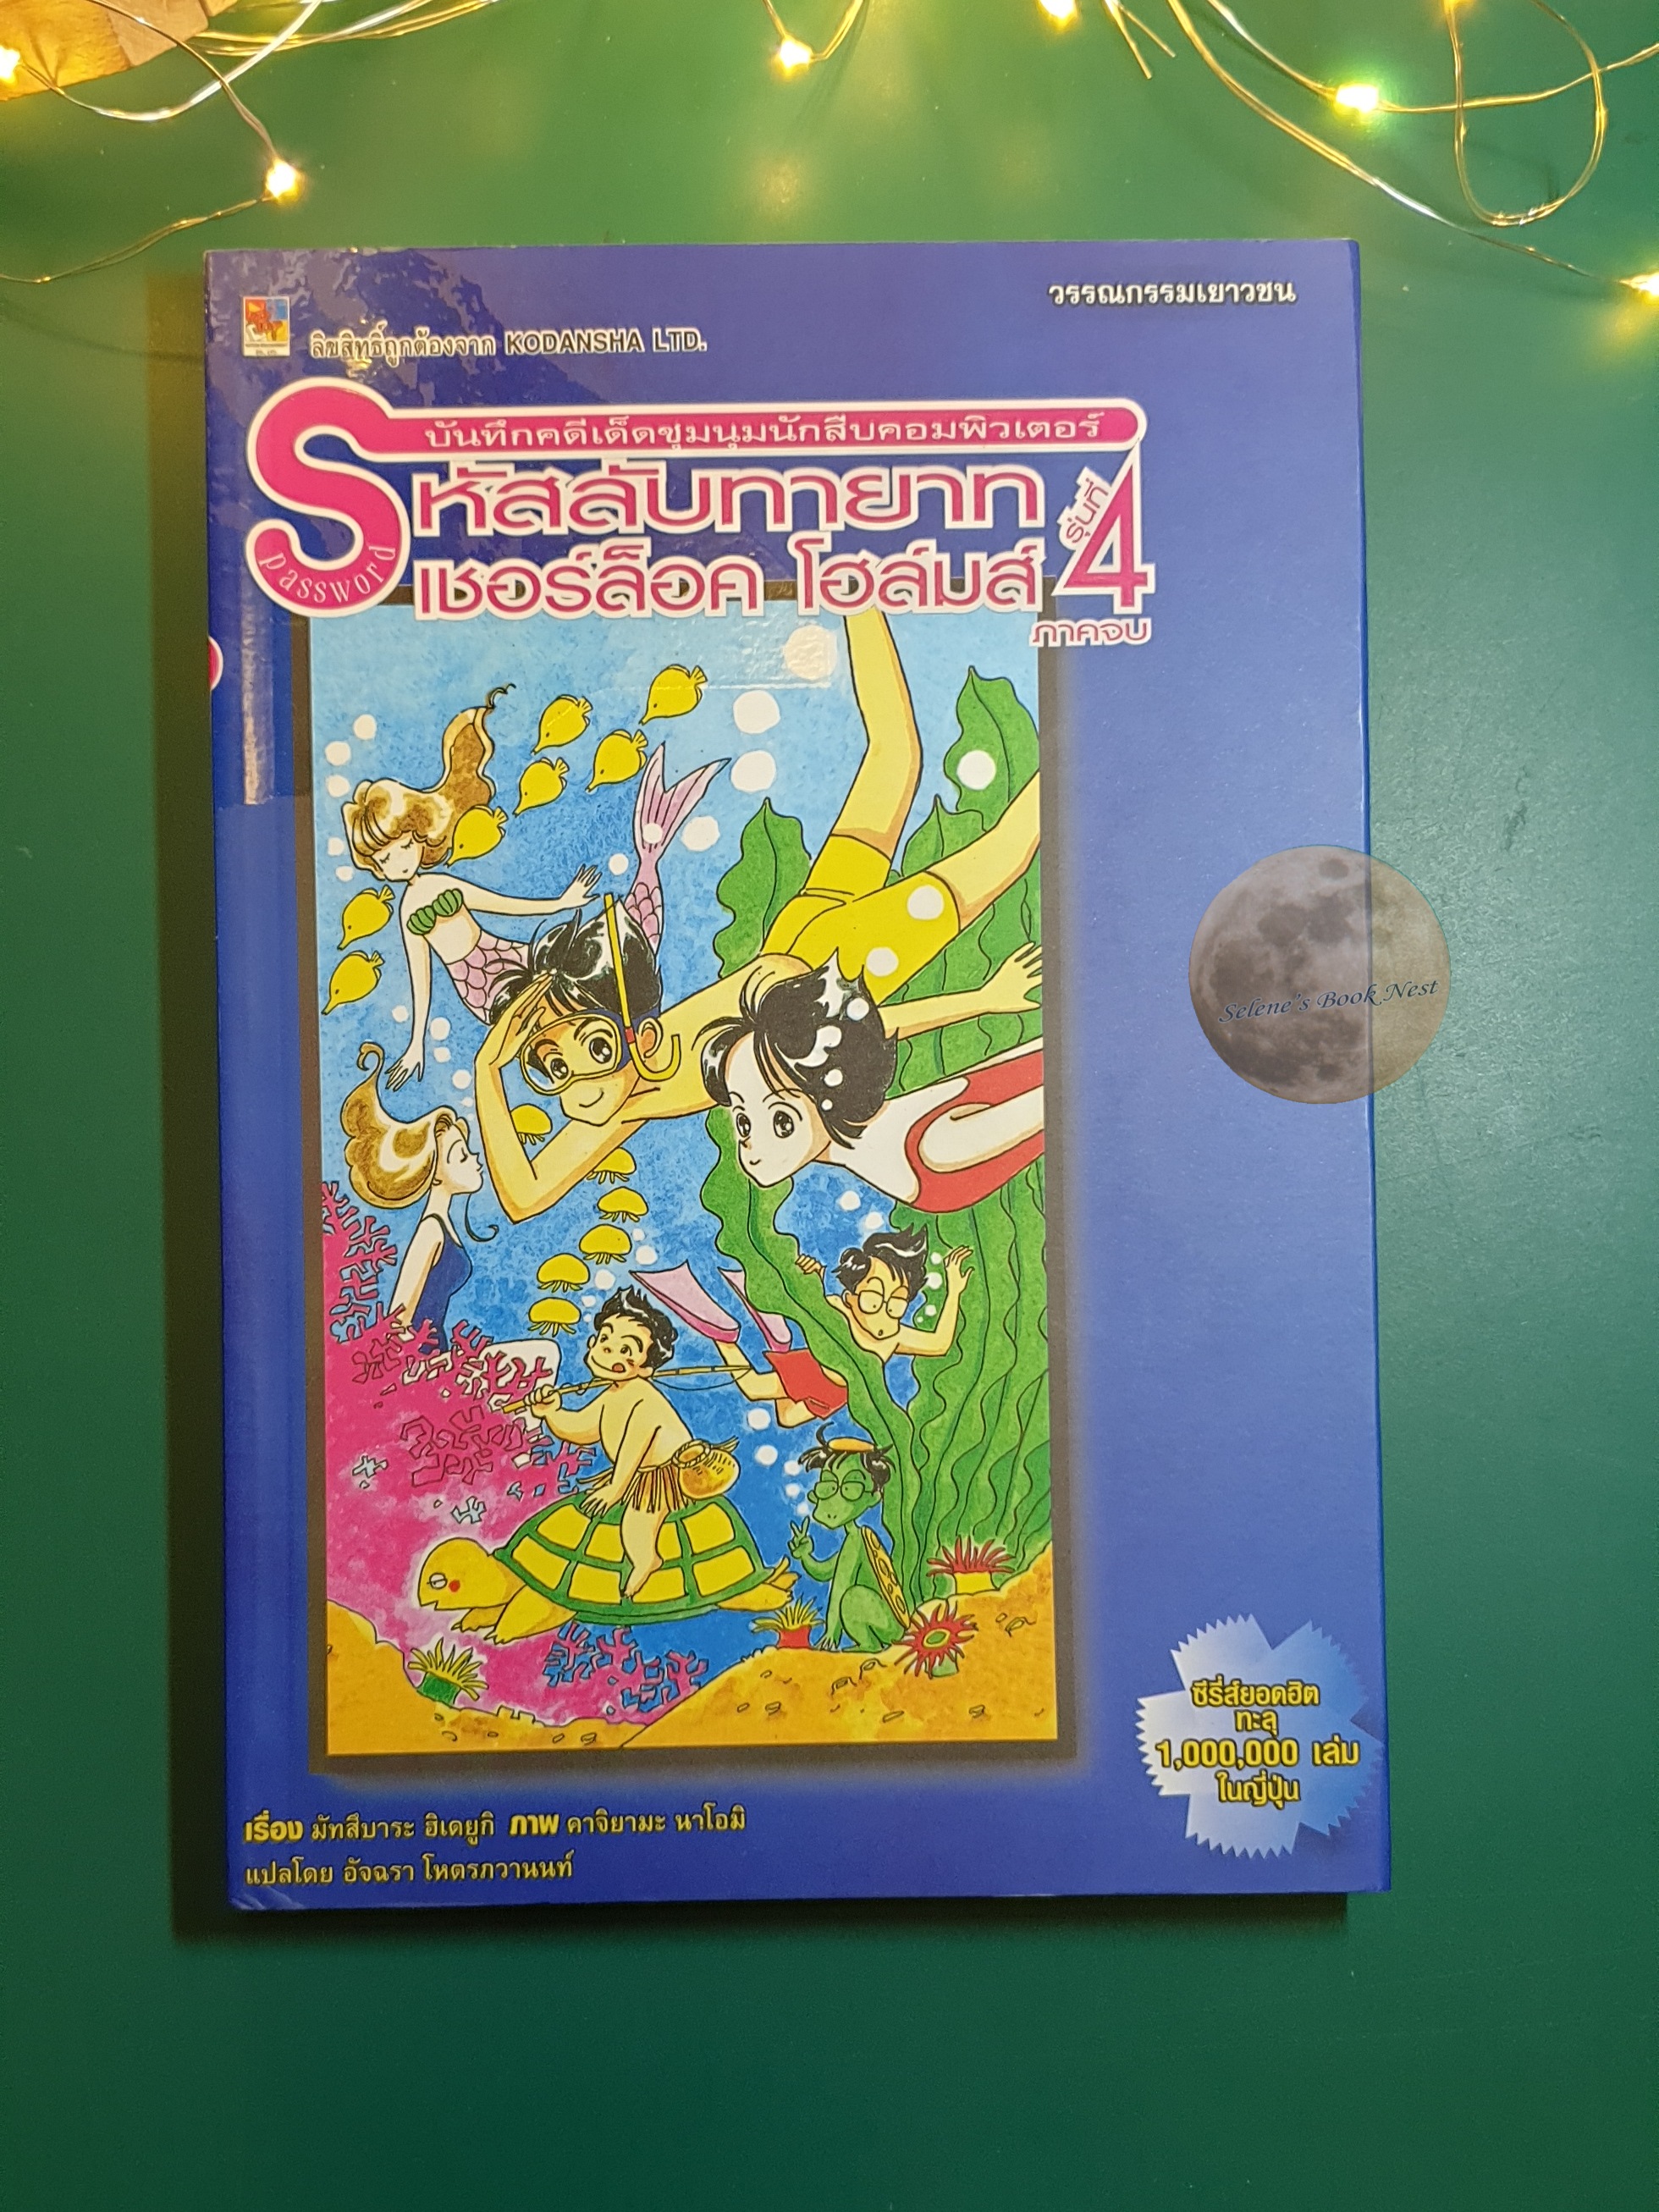 วรรณกรรมเยาวชน
ลิขสิทธิ์ถูกต้องจาก KODANSHA LTD.
บันทึกคดีเด็ดชุมนุมนักสืบคอมพิวเตอร์
รหัสลับทายาท
เชอร์ล็อค โฮล์มส์
รุ่นที่ 4
password
ภาคจบ
Selene's Book Nest
ซีรี่ส์ยอดฮิต
ทะลุ
1,000,000 เล่ม
ในญี่ปุ่น
เรื่อง มัทสึบาระ ฮิเดยูกิ ภาพ คาจิยามะ นาโอมิ
แปลโดย อัจฉรา โหตรภวานนท์